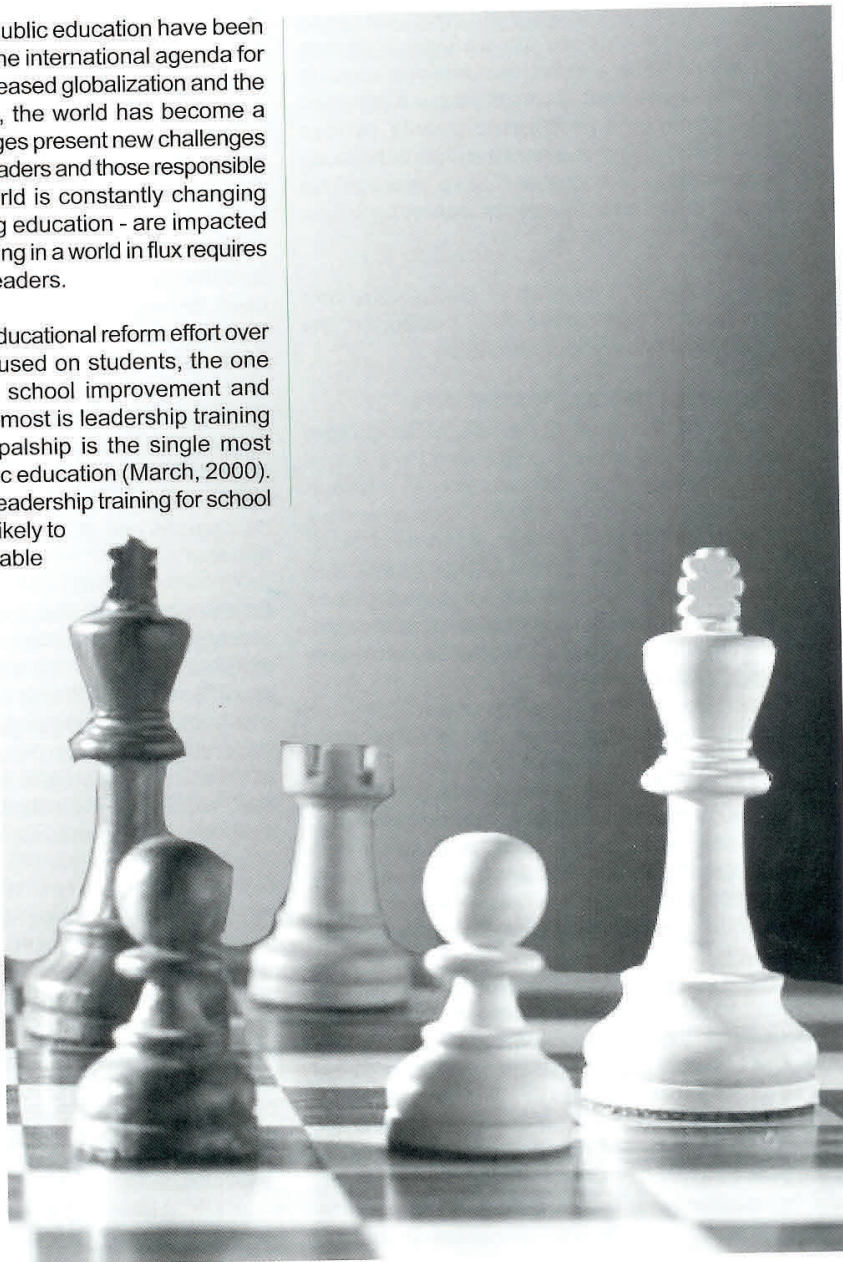 ublic education have been
ne international agenda for
eased globalization and the
, the world has become a
ges present new challenges
aders and those responsible
rld is constantly changing
g education - are impacted
ng in a world in flux requires
eaders.
ducational reform effort over
used on students, the one
school improvement and
most is leadership training
palship is the single most
c education (March, 2000).
eadership training for school
ikely to
able